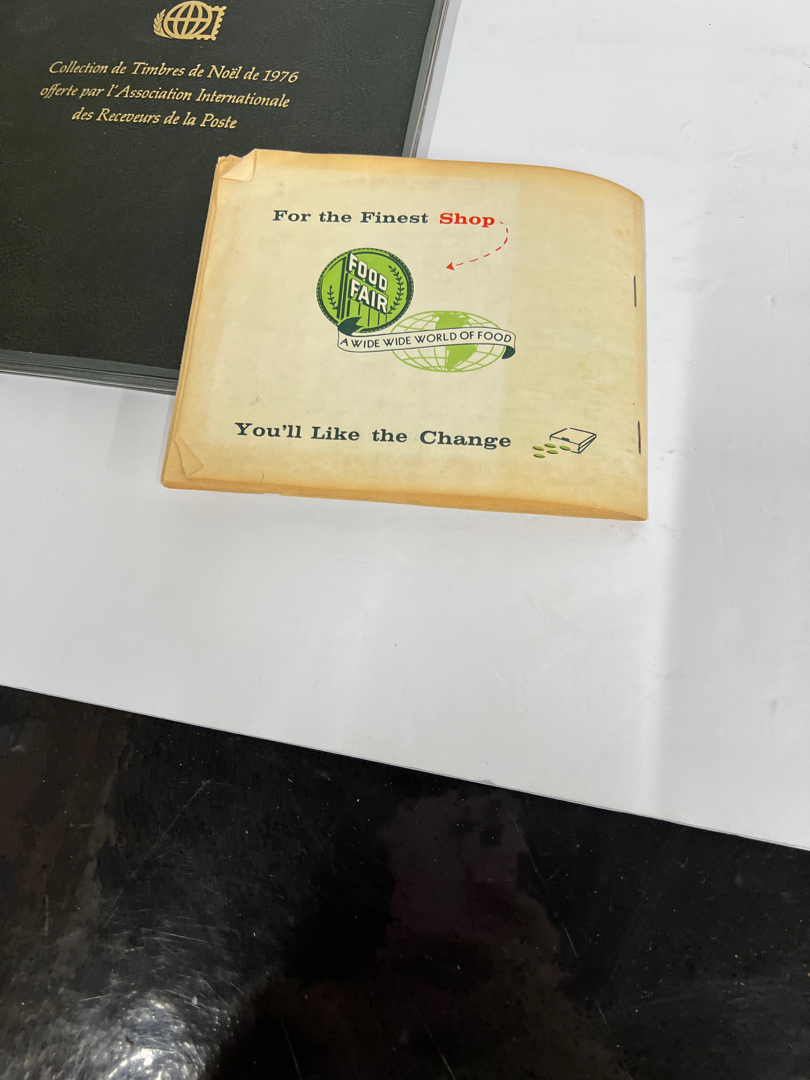 Collection de Timbres de Noël de 1976
offerte par l'Association Internationale
des Receveurs de la Poste
For the Finest Shop
FOOD
FAIR
A WIDE WIDE WORLD OF FOOD
You'll Like the Change